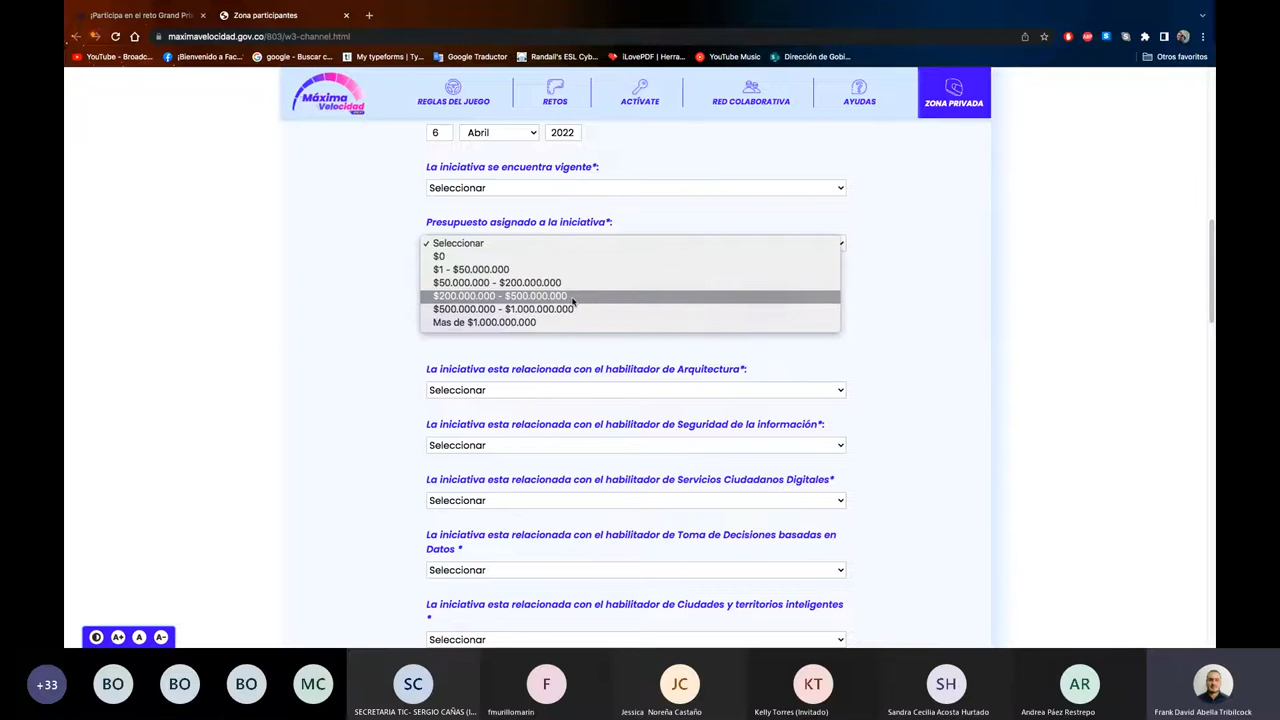 ¡Participa en el reto Grand Pri
Zona participantes
maximavelocidad.gov.co/803/w3-channel.html
YouTube - Broadc...
¡Bienvenido a Fac...
google - Buscar c...
My typeforms | Ty...
Google Traductor
Randall's ESL Cyb...
iLovePDF | Herra...
YouTube Music
Dirección de Gobi...
Otros favoritos
Máxima
Velocidad
REGLAS DEL JUEGO
RETOS
ACTÍVATE
RED COLABORATIVA
AYUDAS
ZONA PRIVADA
6 Abril 2022
La iniciativa se encuentra vigente*:
Seleccionar
Presupuesto asignado a la iniciativa*:
✓ Seleccionar
$0
$1 - $50.000.000
$50.000.000 - $200.000.000
$200.000.000 - $500.000.000
$500.000.000 - $1.000.000.000
Mas de $1.000.000.000
La iniciativa esta relacionada con el habilitador de Arquitectura*:
Seleccionar
La iniciativa esta relacionada con el habilitador de Seguridad de la información*:
Seleccionar
La iniciativa esta relacionada con el habilitador de Servicios Ciudadanos Digitales*
Seleccionar
La iniciativa esta relacionada con el habilitador de Toma de Decisiones basadas en
Datos *
Seleccionar
La iniciativa esta relacionada con el habilitador de Ciudades y territorios inteligentes
*
Seleccionar
A+ A A-
+33
BO
BO
BO
MC
SC
F
JC
KT
SH
AR
SECRETARIA TIC- SERGIO CAÑAS (I...
fmurillomarin
Jessica Noreña Castaño
Kelly Torres (Invitado)
Sandra Cecilia Acosta Hurtado
Andrea Páez Restrepo
Frank David Abella Tribilcock